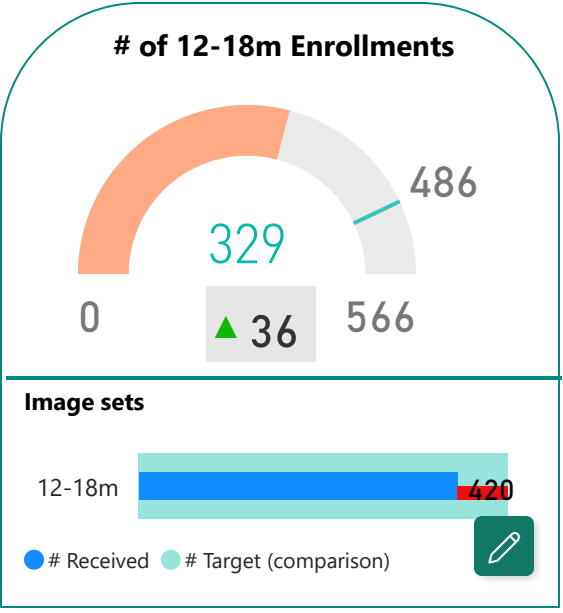 # of 12-18m Enrollments
486
329
0
36
566
Image sets
12-18m
420
# Received
# Target (comparison)